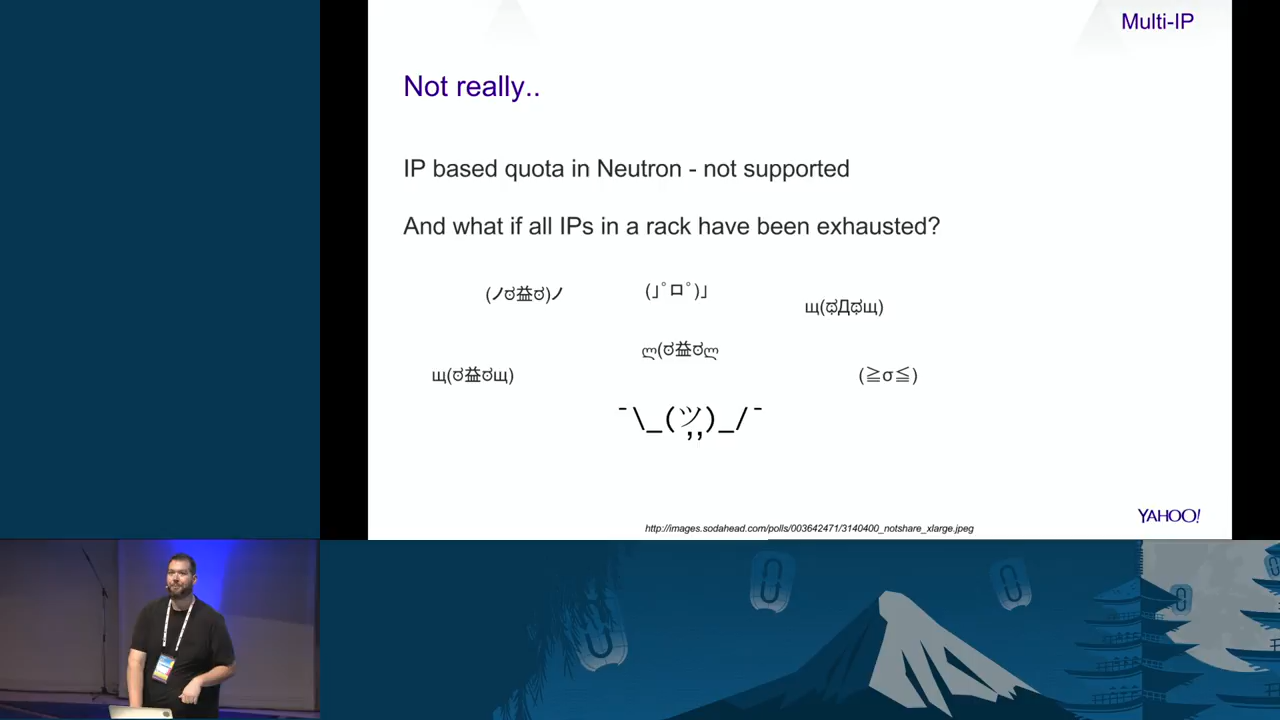 Multi-IP
Not really..
IP based quota in Neutron - not supported
And what if all IPs in a rack have been exhausted?
(ノಠ益ಠ)ノ
(」ﾟロﾟ)」
щ(ಥДಥщ)
ლ(ಠ益ಠლ
щ(ಠ益ಠщ)
(≧σ≦)
¯\_(ツ)_/¯
,,
http://images.sodahead.com/polls/003642471/3140400_notshare_xlarge.jpeg
YAHOO!